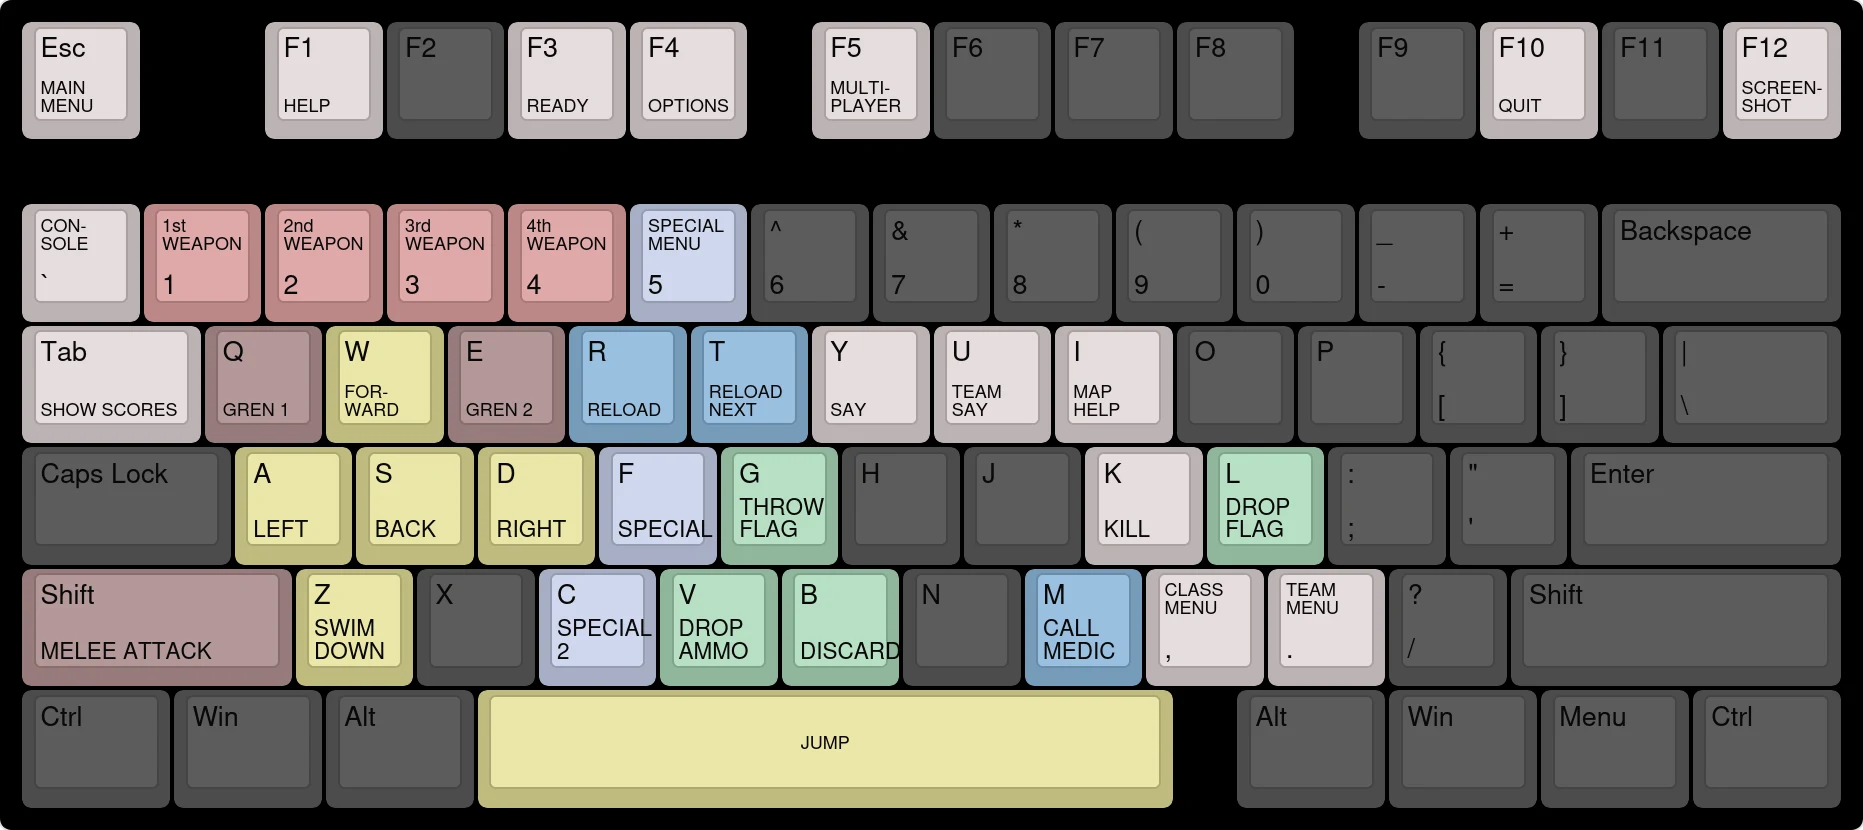 Esc
MAIN
MENU
F1
HELP
F2
F3
READY
F4
OPTIONS
F5
MULTI-
PLAYER
F6
F7
F8
F9
F10
QUIT
F11
F12
SCREEN-
SHOT
CON-
SOLE
`
1st
WEAPON
1
2nd
WEAPON
2
3rd
WEAPON
3
4th
WEAPON
4
SPECIAL
MENU
5
^
6
&
7
*
8
(
9
)
0
_
-
+
=
Backspace
Tab
SHOW SCORES
Q
GREN 1
W
FOR-
WARD
E
GREN 2
R
RELOAD
T
RELOAD
NEXT
Y
SAY
U
TEAM
SAY
I
MAP
HELP
O
P
{
[
}
]
|
\
Caps Lock
A
LEFT
S
BACK
D
RIGHT
F
SPECIAL
G
THROW
FLAG
H
J
K
KILL
L
DROP
FLAG
:
;
"
'
Enter
Shift
MELEE ATTACK
Z
SWIM
DOWN
X
C
SPECIAL
2
V
DROP
AMMO
B
DISCARD
N
M
CALL
MEDIC
CLASS
MENU
,
TEAM
MENU
.
?
/
Shift
Ctrl
Win
Alt
JUMP
Alt
Win
Menu
Ctrl